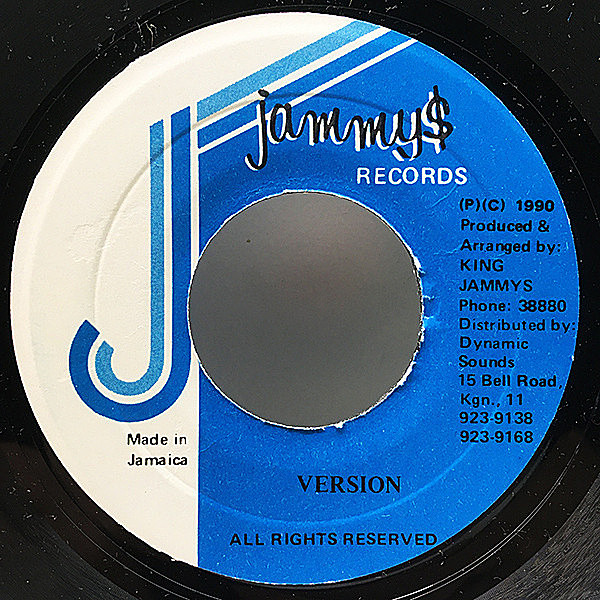 jammy$
RECORDS
(P)(C) 1990
Produced &
Arranged by:
KING
JAMMYS
Phone: 38880
Distributed by:
Dynamic
Sounds
15 Bell Road,
Kgn., 11
923-9138
923-9168
Made in
Jamaica
VERSION
ALL RIGHTS RESERVED